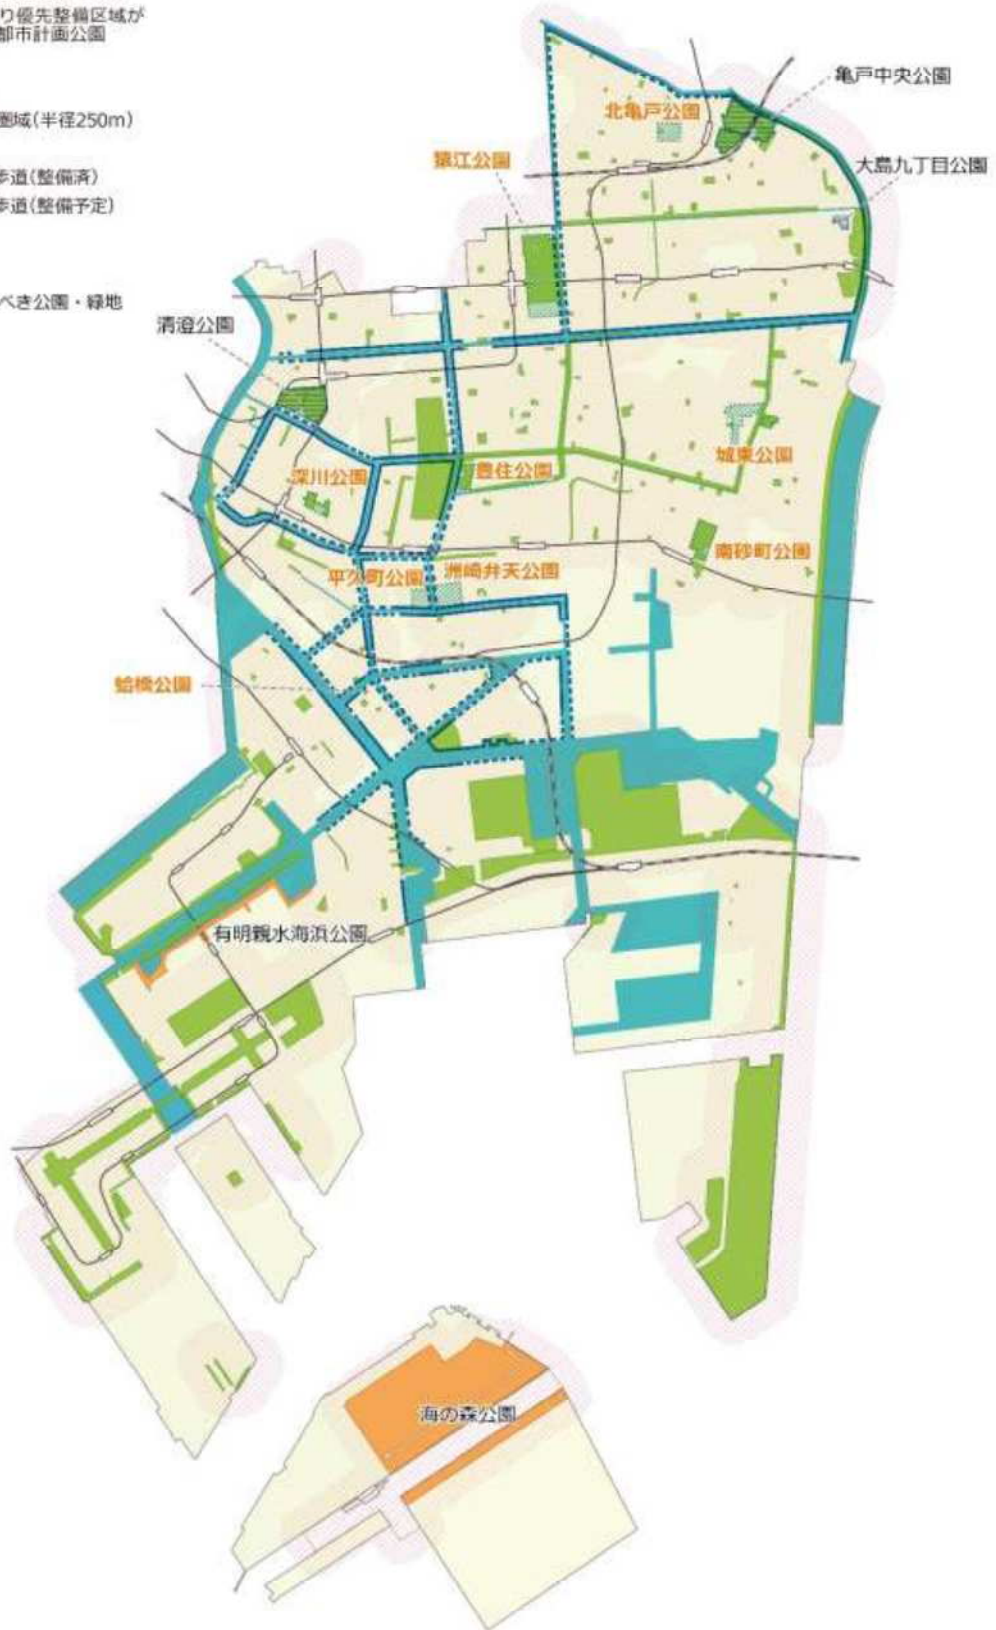 り優先整備区域が
都市計画公園
圏域(半径250m)
歩道(整備済)
歩道(整備予定)
べき公園・緑地
亀戸中央公園
北亀戸公園
猿江公園
大島九丁目公園
清澄公園
城東公園
深川公園
豊住公園
南砂町公園
平久町公園
洲崎弁天公園
蛤橋公園
有明親水海浜公園
海の森公園